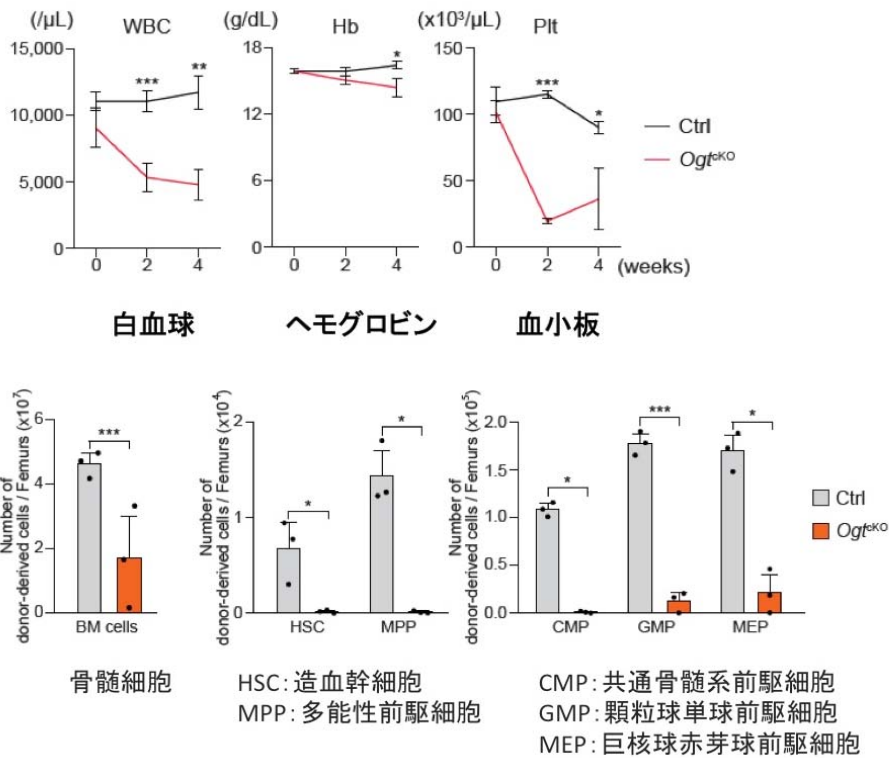 (/μL) WBC
15,000
10,000
5,000
0
0 2 4
*** **
(g/dL) Hb
18
12
6
0
0 2 4
*
(x10³/μL) Plt
150
100
50
0
0 2 4 (weeks)
*** *
Ctrl
Ogtᶜᴷᴼ
白血球
ヘモグロビン
血小板
Number of
donor-derived cells / Femurs (x10⁷)
6
4
2
0
***
BM cells
Number of
donor-derived cells / Femurs (x10⁴)
2
1
0
* *
HSC MPP
Number of
donor-derived cells / Femurs (x10⁵)
2.0
1.5
1.0
0.5
0
* *** *
CMP GMP MEP
Ctrl
Ogtᶜᴷᴼ
骨髄細胞
HSC：造血幹細胞
MPP：多能性前駆細胞
CMP：共通骨髄系前駆細胞
GMP：顆粒球単球前駆細胞
MEP：巨核球赤芽球前駆細胞